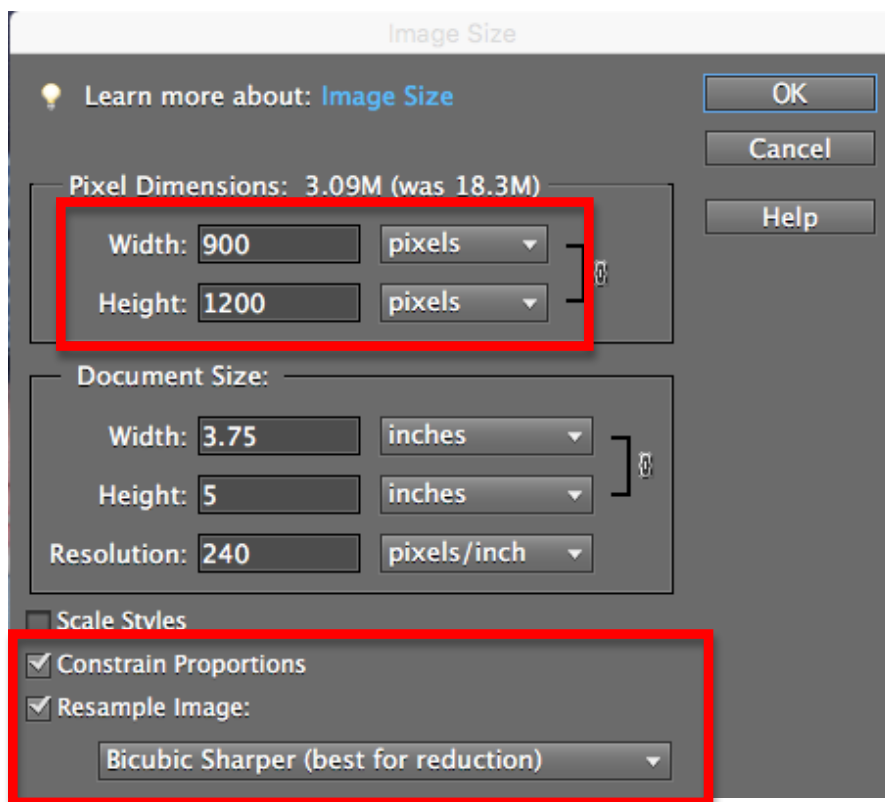 Image Size
Learn more about: Image Size
OK
Cancel
Help
Pixel Dimensions: 3.09M (was 18.3M)
Width: 900 pixels
Height: 1200 pixels
Document Size:
Width: 3.75 inches
Height: 5 inches
Resolution: 240 pixels/inch
Scale Styles
Constrain Proportions
Resample Image:
Bicubic Sharper (best for reduction)